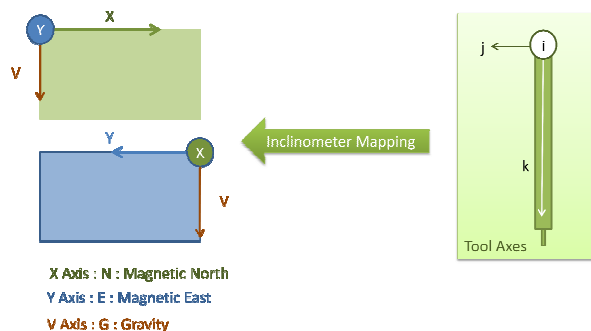 X
Y
V
Y
X
V
Inclinometer Mapping
i
j
k
Tool Axes
X Axis : N : Magnetic North
Y Axis : E : Magnetic East
V Axis : G : Gravity